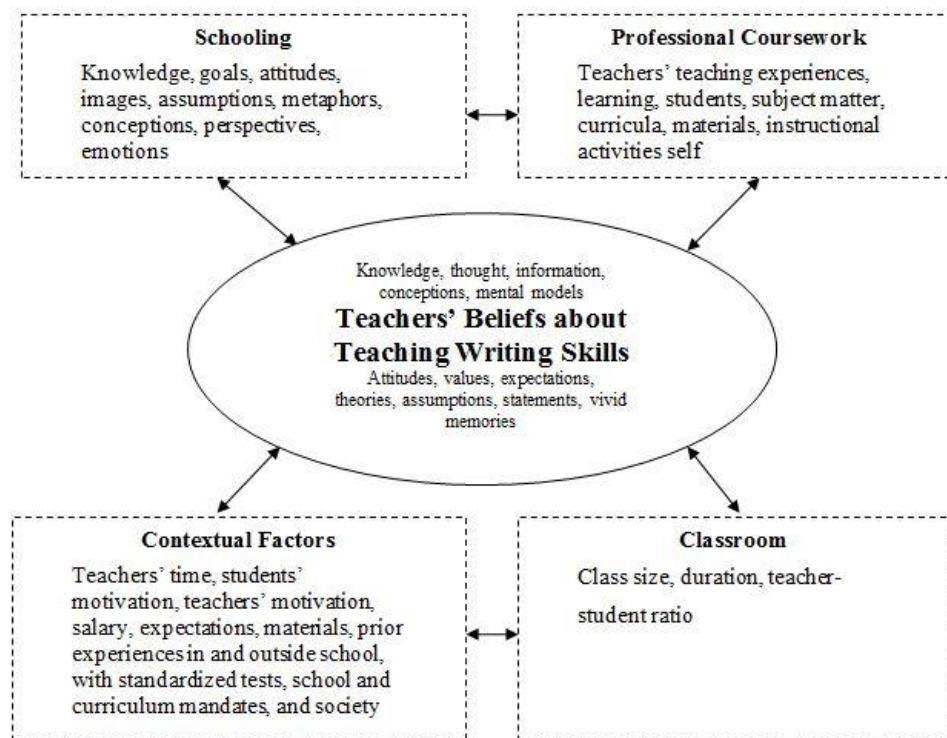 Schooling
Knowledge, goals, attitudes,
images, assumptions, metaphors,
conceptions, perspectives,
emotions
Professional Coursework
Teachers' teaching experiences,
learning, students, subject matter,
curricula, materials, instructional
activities self
Knowledge, thought, information,
conceptions, mental models
Teachers' Beliefs about
Teaching Writing Skills
Attitudes, values, expectations,
theories, assumptions, statements, vivid
memories
Contextual Factors
Teachers' time, students'
motivation, teachers' motivation,
salary, expectations, materials, prior
experiences in and outside school,
with standardized tests, school and
curriculum mandates, and society
Classroom
Class size, duration, teacher-
student ratio